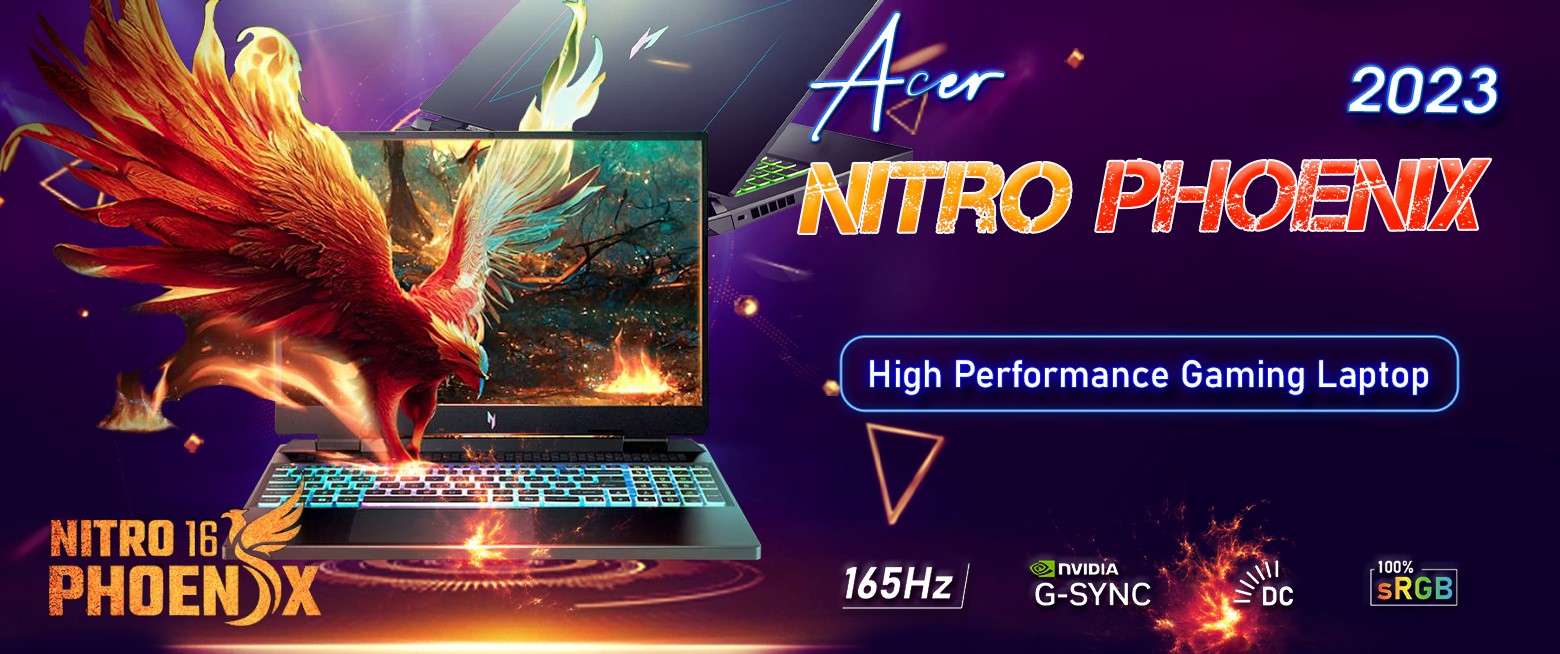 Acer
2023
NITRO PHOENIX
High Performance Gaming Laptop
NITRO 16
PHOENIX
165Hz
NVIDIA
G-SYNC
DC
100%
sRGB